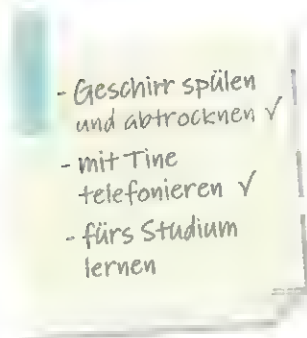 - Geschirr spülen
und abtrocknen √
- mit Tine
telefonieren √
- fürs Studium
lernen